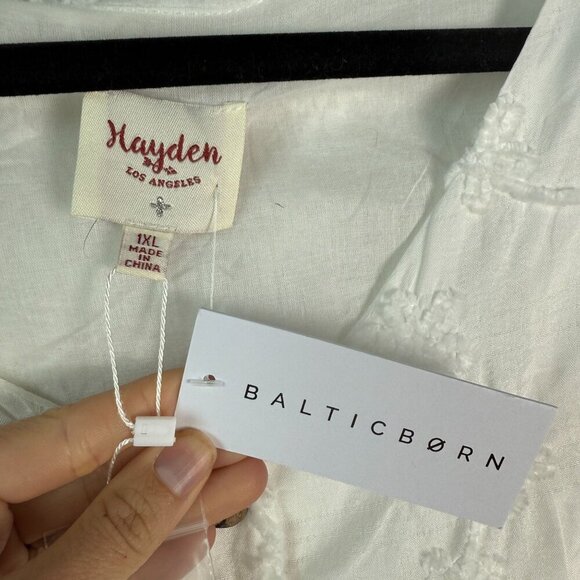 Hayden
LOS ANGELES
1XL
MADE
IN
CHINA
BALTICBØRN